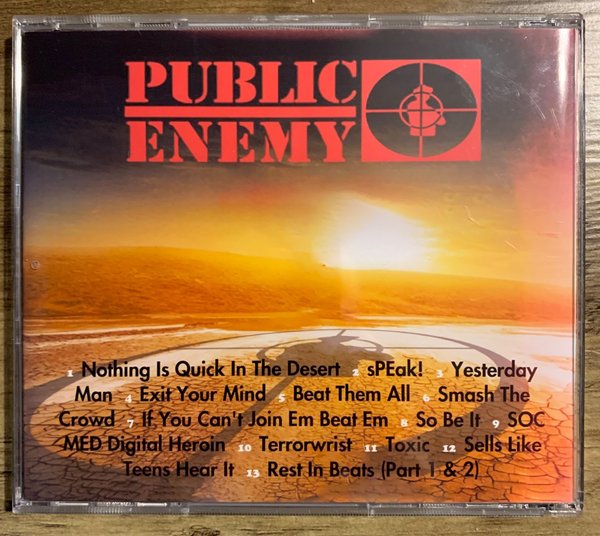 PUBLIC
ENEMY
1 Nothing Is Quick In The Desert 2 sPEak! 3 Yesterday
Man 4 Exit Your Mind 5 Beat Them All 6 Smash The
Crowd 7 If You Can't Join Em Beat Em 8 So Be It 9 SOC
MED Digital Heroin 10 Terrorwrist 11 Toxic 12 Sells Like
Teens Hear It 13 Rest In Beats (Part 1 & 2)